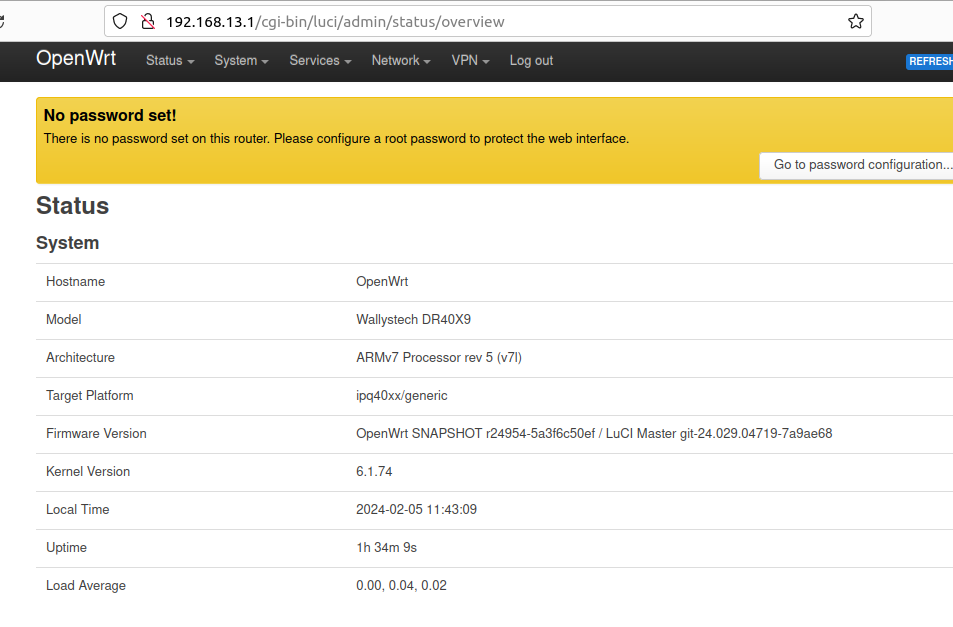 192.168.13.1/cgi-bin/luci/admin/status/overview
OpenWrt Status System Services Network VPN Log out REFRESH
No password set!
There is no password set on this router. Please configure a root password to protect the web interface.
Go to password configuration...
Status
System
Hostname OpenWrt
Model Wallystech DR40X9
Architecture ARMv7 Processor rev 5 (v7l)
Target Platform ipq40xx/generic
Firmware Version OpenWrt SNAPSHOT r24954-5a3f6c50ef / LuCI Master git-24.029.04719-7a9ae68
Kernel Version 6.1.74
Local Time 2024-02-05 11:43:09
Uptime 1h 34m 9s
Load Average 0.00, 0.04, 0.02